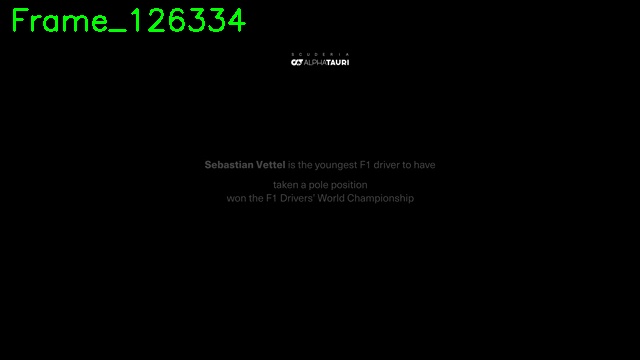 Frame_126334
SCUDERIA
ALPHATAURI
Sebastian Vettel is the youngest F1 driver to have
taken a pole position
won the F1 Drivers' World Championship